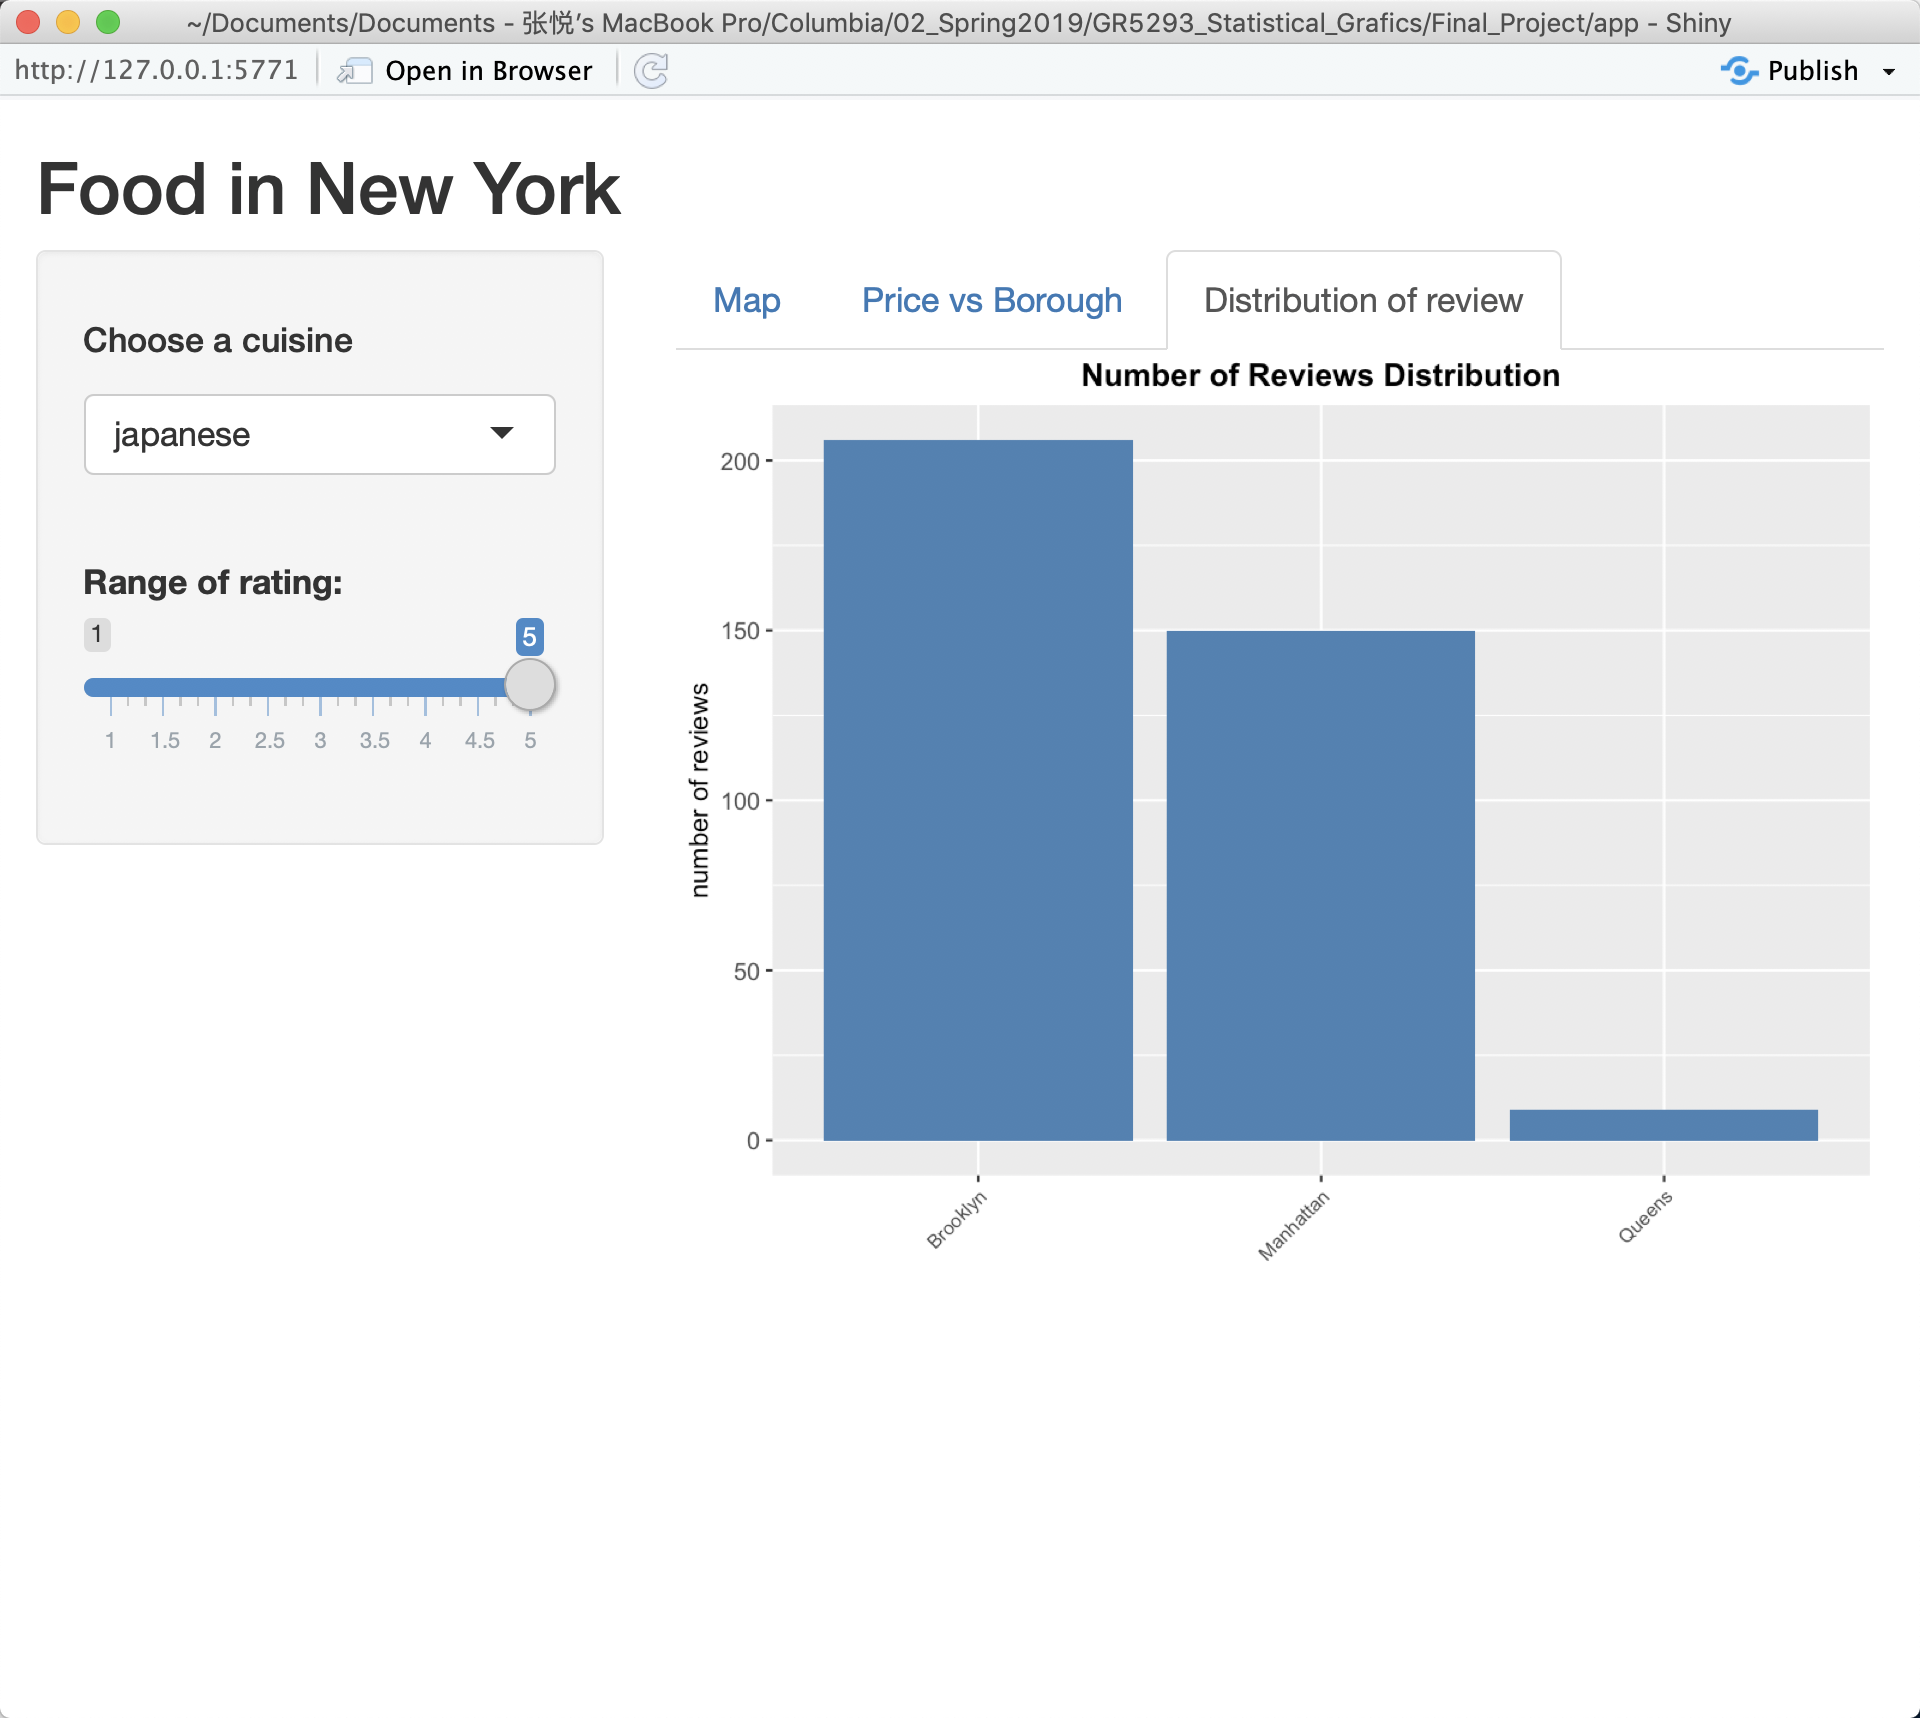 ~/Documents/Documents - 张悦's MacBook Pro/Columbia/02_Spring2019/GR5293_Statistical_Grafics/Final_Project/app - Shiny
http://127.0.0.1:5771 Open in Browser Publish
Food in New York
Choose a cuisine
japanese
Range of rating:
1 5
1 1.5 2 2.5 3 3.5 4 4.5 5
Map Price vs Borough Distribution of review
Number of Reviews Distribution
number of reviews
200
150
100
50
0
Brooklyn Manhattan Queens